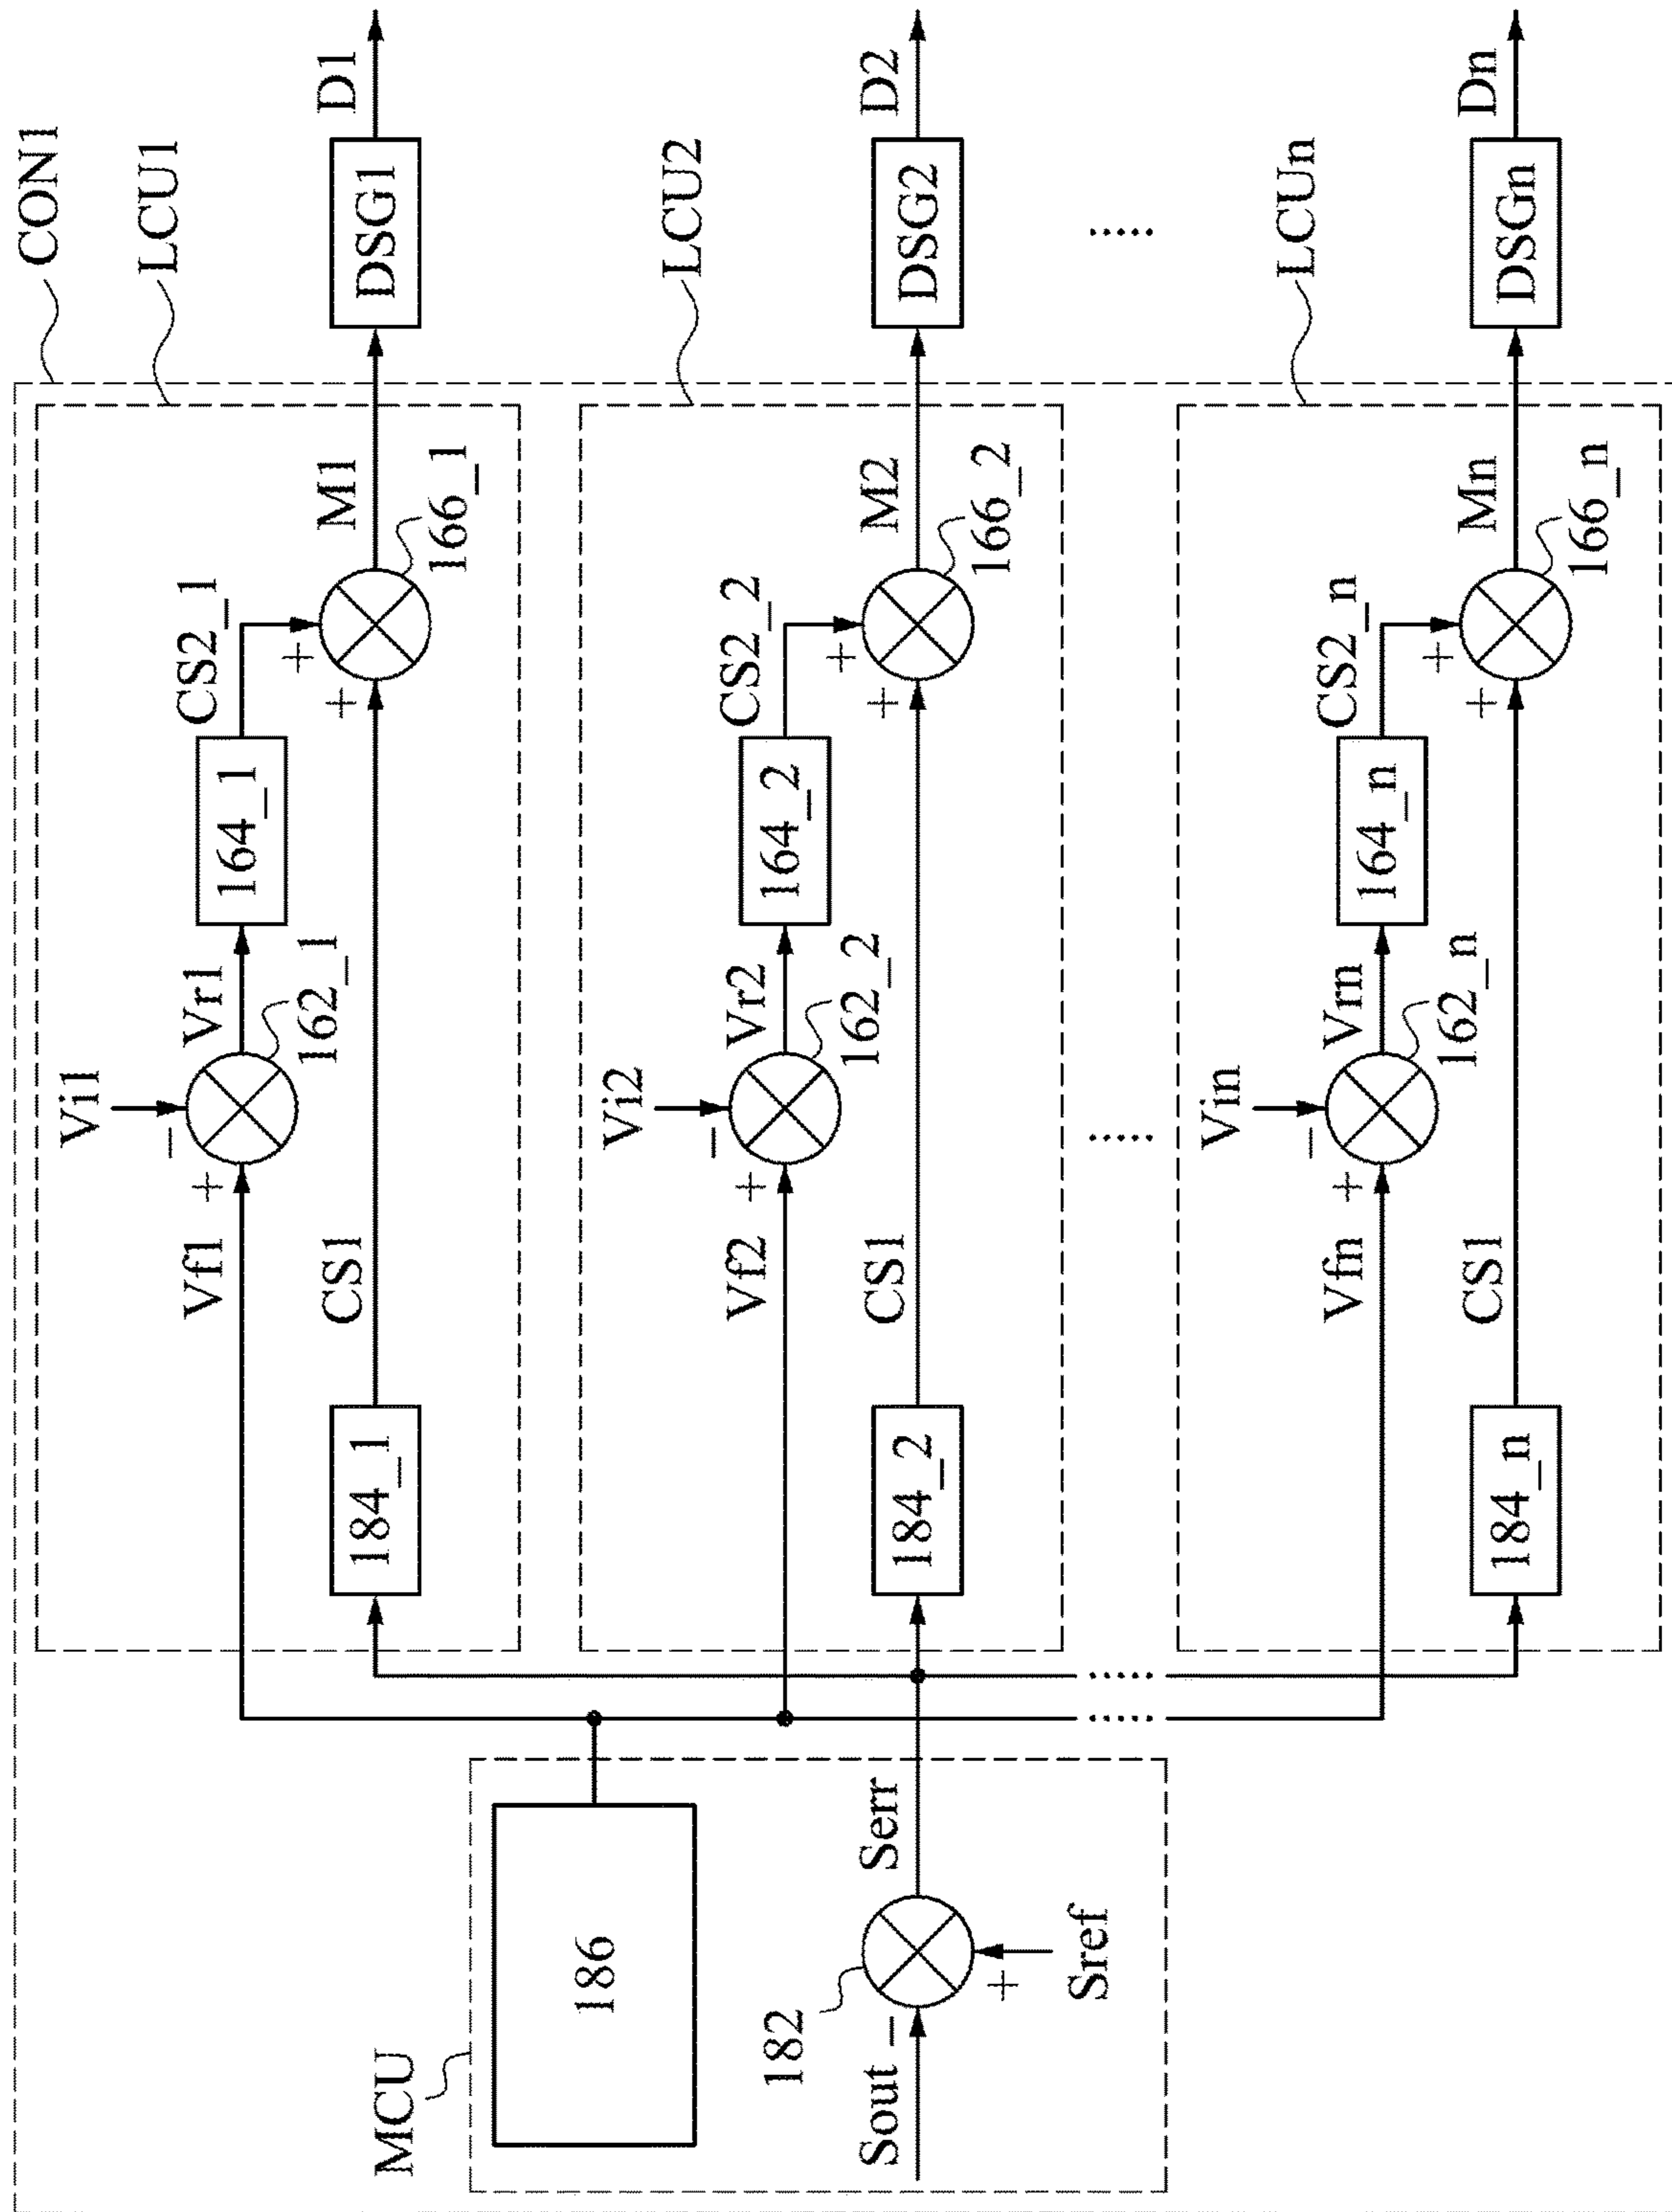 CON1
LCU1
Vi1
−
Vf1
+
Vr1
162_1
164_1
CS2_1
+
+
184_1
CS1
M1
166_1
DSG1
D1
LCU2
Vi2
−
Vf2
+
Vr2
162_2
164_2
CS2_2
+
+
184_2
CS1
M2
166_2
DSG2
D2
......
......
......
......
LCUn
Vin
−
Vfn
+
Vrn
162_n
164_n
CS2_n
+
+
184_n
CS1
Mn
166_n
DSGn
Dn
MCU
186
182
Sout −
Serr
+
Sref